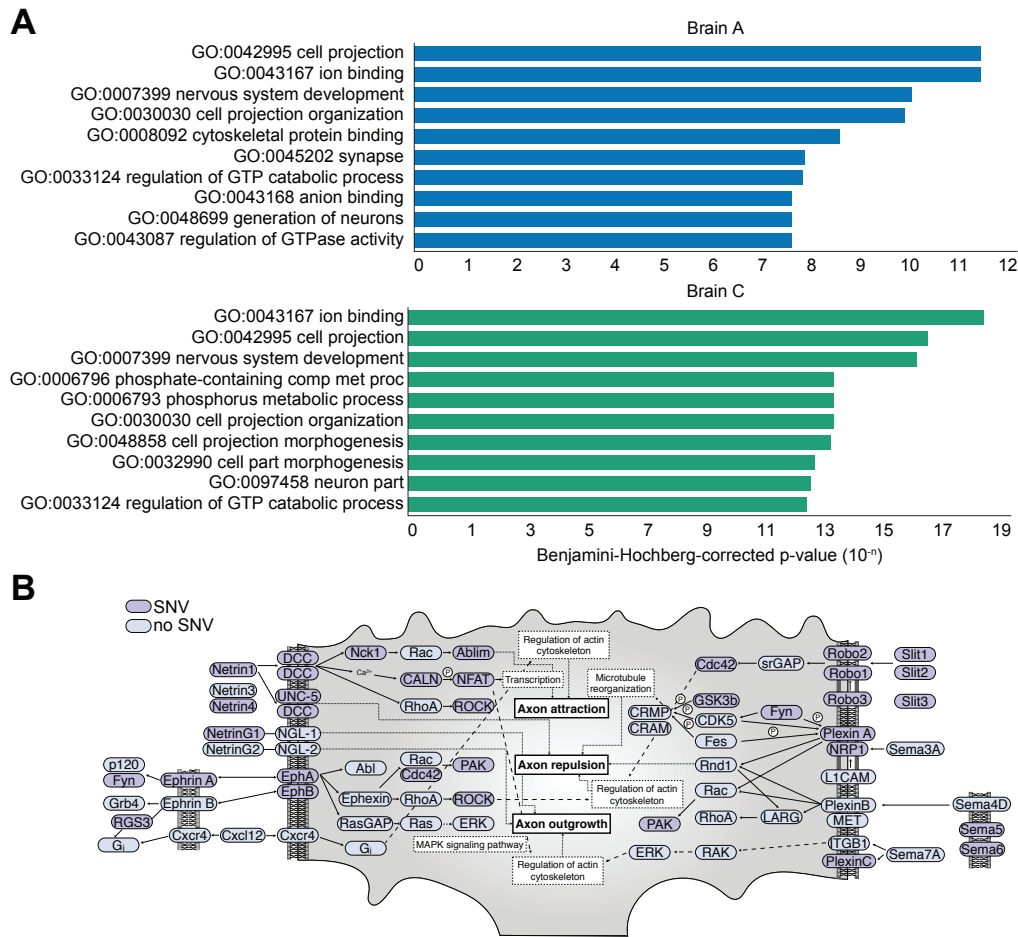 A
Brain A
GO:0042995 cell projection
GO:0043167 ion binding
GO:0007399 nervous system development
GO:0030030 cell projection organization
GO:0008092 cytoskeletal protein binding
GO:0045202 synapse
GO:0033124 regulation of GTP catabolic process
GO:0043168 anion binding
GO:0048699 generation of neurons
GO:0043087 regulation of GTPase activity
0 1 2 3 4 5 6 7 8 9 10 11 12
Brain C
GO:0043167 ion binding
GO:0042995 cell projection
GO:0007399 nervous system development
GO:0006796 phosphate-containing comp met proc
GO:0006793 phosphorus metabolic process
GO:0030030 cell projection organization
GO:0048858 cell projection morphogenesis
GO:0032990 cell part morphogenesis
GO:0097458 neuron part
GO:0033124 regulation of GTP catabolic process
0 1 3 5 7 9 11 13 15 17 19
Benjamini-Hochberg-corrected p-value (10⁻ⁿ)
B
SNV
no SNV
Netrin1
Netrin3
Netrin4
NetrinG1
NetrinG2
p120
Fyn
Grb4
RGS3
Gᵢ
Ephrin A
Ephrin B
Cxcr4
Cxcl12
DCC
DCC
UNC-5
DCC
NGL-1
NGL-2
EphA
EphB
Cxcr4
Nck1
Rac
Ablim
Ca²⁺
CALN
P
NFAT
Transcription
RhoA
ROCK
Abl
Rac
Cdc42
PAK
Ephexin
RhoA
ROCK
RasGAP
Ras
ERK
Gᵢ
MAPK signaling pathway
Regulation of actin
cytoskeleton
Microtubule
reorganization
Axon attraction
Axon repulsion
Regulation of actin
cytoskeleton
Axon outgrowth
Regulation of actin
cytoskeleton
Cdc42
srGAP
P
GSK3b
CRMP
P
CDK5
Fyn
P
CRAM
P
Fes
P
Rnd1
Rac
PAK
RhoA
LARG
ERK
RAK
Robo2
Robo1
Robo3
Plexin A
NRP1
L1CAM
PlexinB
MET
ITGB1
PlexinC
Slit1
Slit2
Slit3
Sema3A
Sema4D
Sema5
Sema6
Sema7A